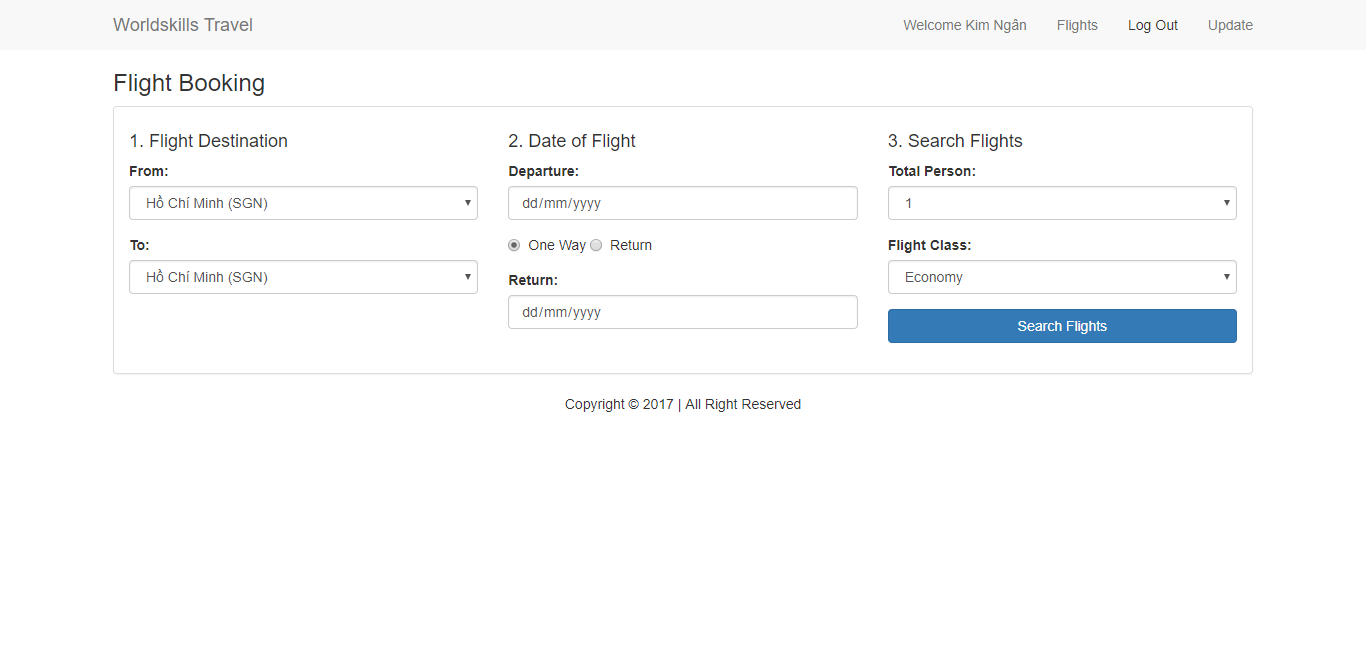 Worldskills Travel
Welcome Kim Ngân Flights Log Out Update
Flight Booking
1. Flight Destination
From:
Hồ Chí Minh (SGN)
To:
Hồ Chí Minh (SGN)
2. Date of Flight
Departure:
dd/mm/yyyy
One Way Return
Return:
dd/mm/yyyy
3. Search Flights
Total Person:
1
Flight Class:
Economy
Search Flights
Copyright © 2017 | All Right Reserved